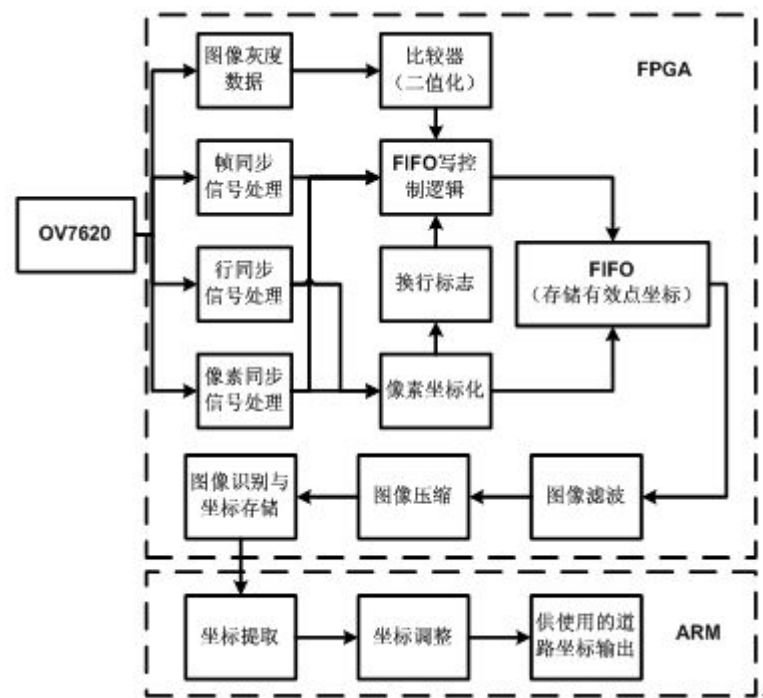 图像灰度
数据
比较器
（二值化）
FPGA
帧同步
信号处理
FIFO写控
制逻辑
OV7620
行同步
信号处理
换行标志
FIFO
（存储有效点坐标）
像素同步
信号处理
像素坐标化
图像识别与
坐标存储
图像压缩
图像滤波
坐标提取
坐标调整
供使用的道
路坐标输出
ARM